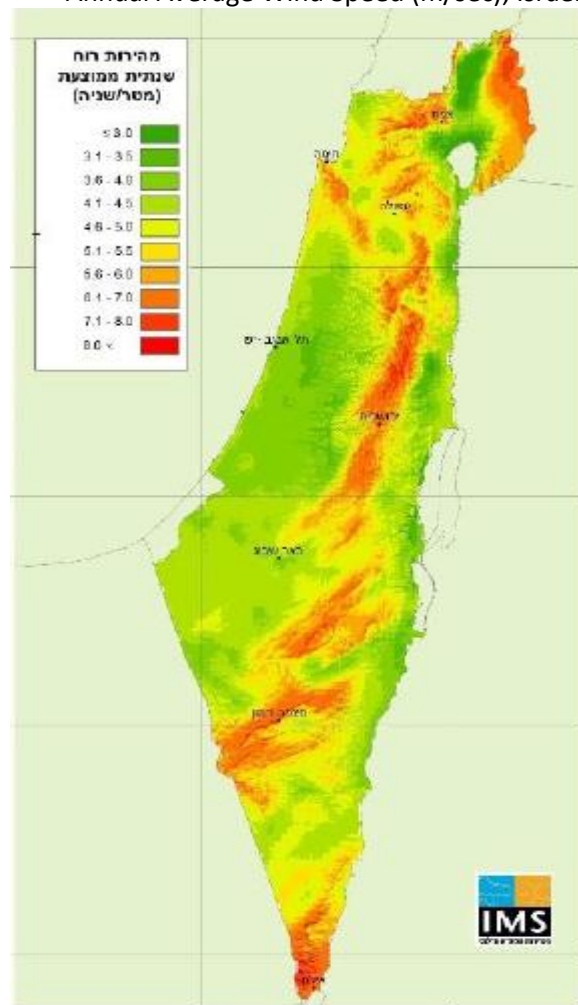 Annual Average Wind Speed (m/sec), Israel
מהירות רוח
שנתית ממוצעת
(מטר/שניה)
≤ 3.0
3.1 - 3.5
3.6 - 4.0
4.1 - 4.5
4.6 - 5.0
5.1 - 5.5
5.6 - 6.0
6.1 - 7.0
7.1 - 8.0
8.0 <
צפת
חיפה
עפולה
תל אביב - יפו
ירושלים
באר שבע
מצפה רמון
אילת
IMS